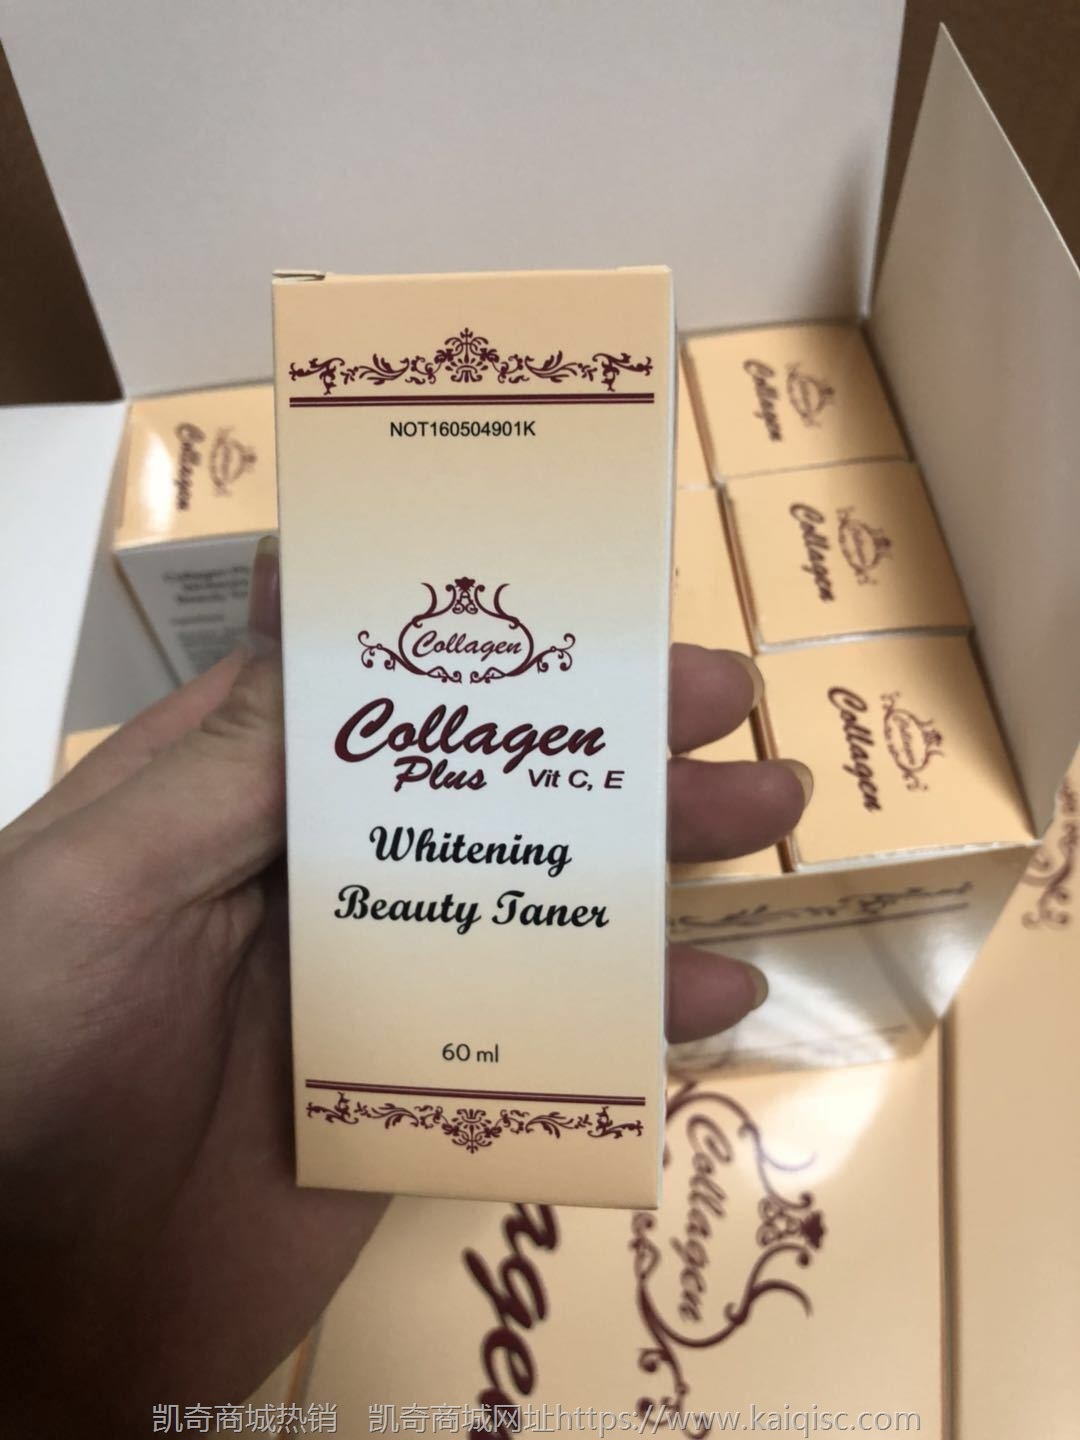 NOT160504901K
Collagen
Collagen
Plus Vit C, E
Whitening
Beauty Taner
60 ml
Collagen
Collagen
Collagen
Collagen
Collagen
凯奇商城热销 凯奇商城网址https://www.kaiqisc.com